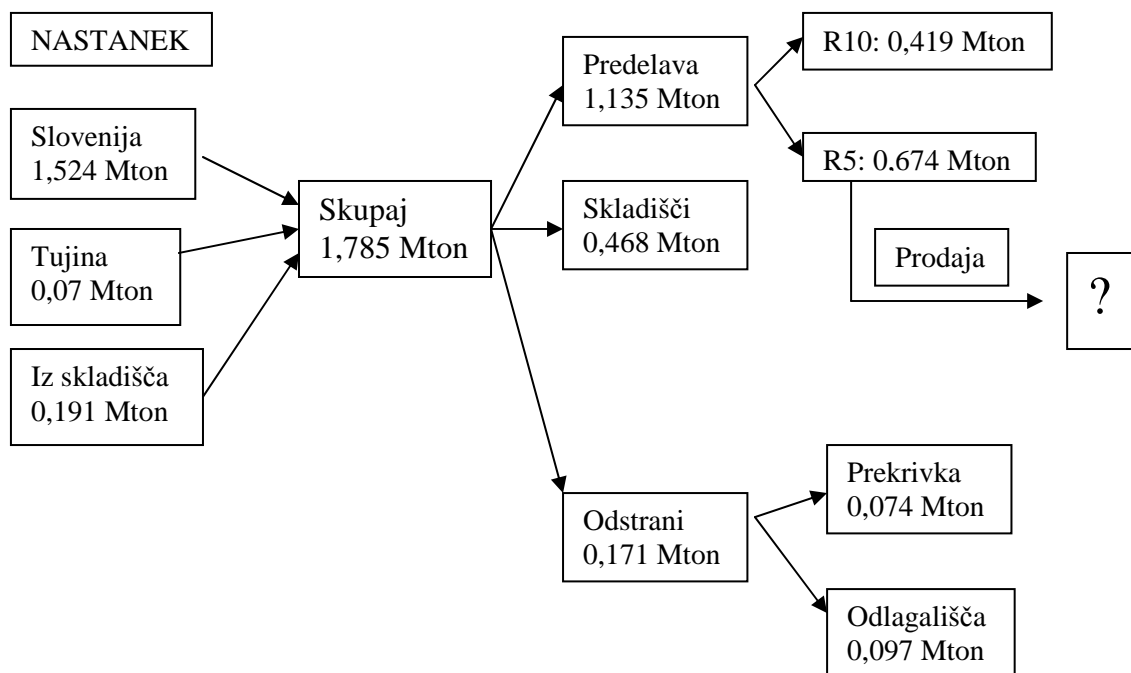 NASTANEK
Slovenija
1,524 Mton
Tujina
0,07 Mton
Iz skladišča
0,191 Mton
Skupaj
1,785 Mton
Predelava
1,135 Mton
Skladišči
0,468 Mton
Odstrani
0,171 Mton
R10: 0,419 Mton
R5: 0,674 Mton
Prodaja
?
Prekrivka
0,074 Mton
Odlagališča
0,097 Mton